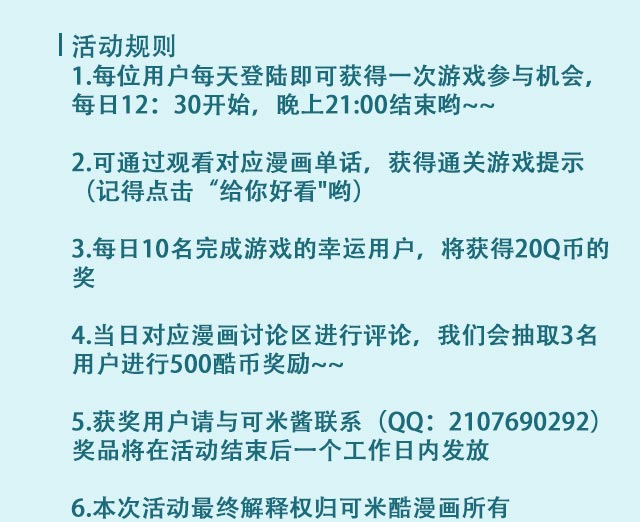 活动规则
1.每位用户每天登陆即可获得一次游戏参与机会，
每日12：30开始，晚上21:00结束哟~~
2.可通过观看对应漫画单话，获得通关游戏提示
（记得点击“给你好看"哟）
3.每日10名完成游戏的幸运用户，将获得20Q币的
奖
4.当日对应漫画讨论区进行评论，我们会抽取3名
用户进行500酷币奖励~~
5.获奖用户请与可米酱联系（QQ：2107690292）
奖品将在活动结束后一个工作日内发放
6.本次活动最终解释权归可米酷漫画所有